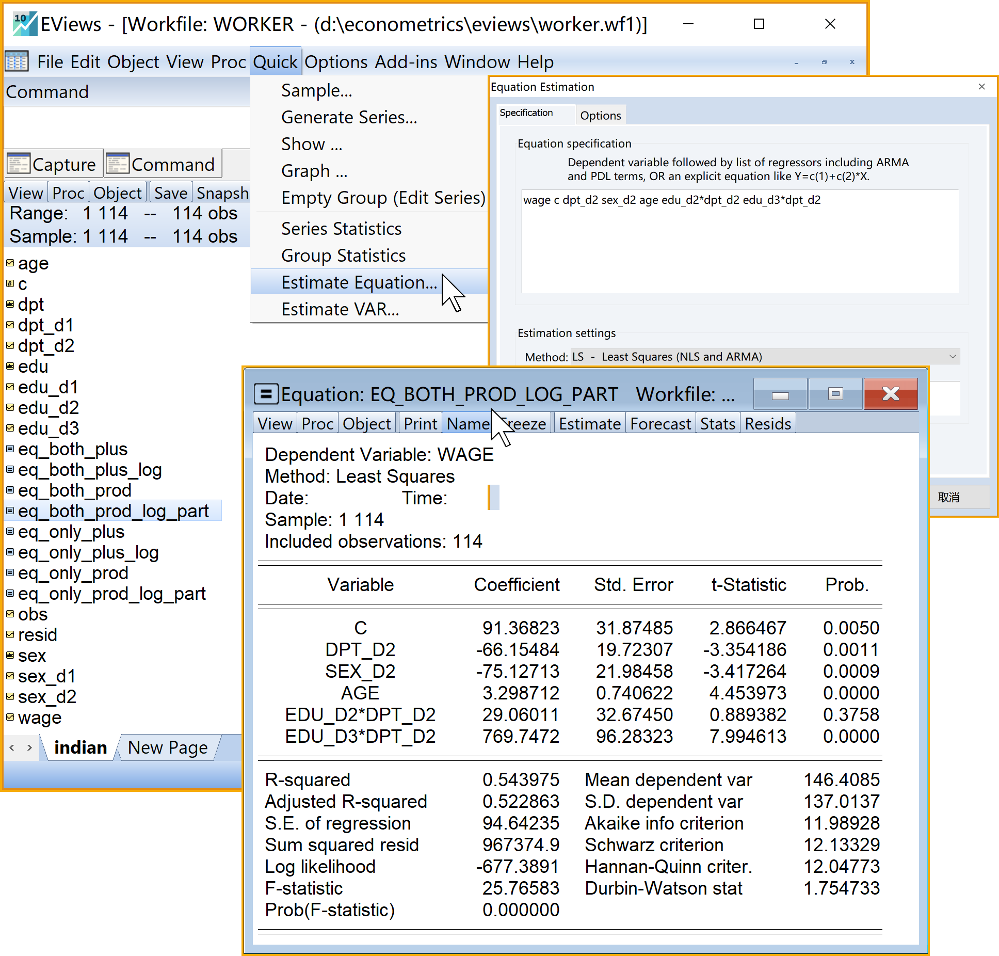 10 EViews - [Workfile: WORKER - (d:\econometrics\eviews\worker.wf1)]
File Edit Object View Proc Quick Options Add-ins Window Help
Command
Capture Command
View Proc Object Save Snapsh
Range: 1 114 -- 114 obs
Sample: 1 114 -- 114 obs
age
c
dpt
dpt_d1
dpt_d2
edu
edu_d1
edu_d2
edu_d3
eq_both_plus
eq_both_plus_log
eq_both_prod
eq_both_prod_log_part
eq_only_plus
eq_only_plus_log
eq_only_prod
eq_only_prod_log_part
obs
resid
sex
sex_d1
sex_d2
wage
indian New Page
Sample...
Generate Series...
Show ...
Graph ...
Empty Group (Edit Series)
Series Statistics
Group Statistics
Estimate Equation...
Estimate VAR...
Equation Estimation
Specification Options
Equation specification
Dependent variable followed by list of regressors including ARMA
and PDL terms, OR an explicit equation like Y=c(1)+c(2)*X.
wage c dpt_d2 sex_d2 age edu_d2*dpt_d2 edu_d3*dpt_d2
Estimation settings
Method: LS - Least Squares (NLS and ARMA)
取消
Equation: EQ_BOTH_PROD_LOG_PART Workfile: ...
View Proc Object Print Name reeze Estimate Forecast Stats Resids
Dependent Variable: WAGE
Method: Least Squares
Date: Time:
Sample: 1 114
Included observations: 114
Variable Coefficient Std. Error t-Statistic Prob.
C 91.36823 31.87485 2.866467 0.0050
DPT_D2 -66.15484 19.72307 -3.354186 0.0011
SEX_D2 -75.12713 21.98458 -3.417264 0.0009
AGE 3.298712 0.740622 4.453973 0.0000
EDU_D2*DPT_D2 29.06011 32.67450 0.889382 0.3758
EDU_D3*DPT_D2 769.7472 96.28323 7.994613 0.0000
R-squared 0.543975 Mean dependent var 146.4085
Adjusted R-squared 0.522863 S.D. dependent var 137.0137
S.E. of regression 94.64235 Akaike info criterion 11.98928
Sum squared resid 967374.9 Schwarz criterion 12.13329
Log likelihood -677.3891 Hannan-Quinn criter. 12.04773
F-statistic 25.76583 Durbin-Watson stat 1.754733
Prob(F-statistic) 0.000000